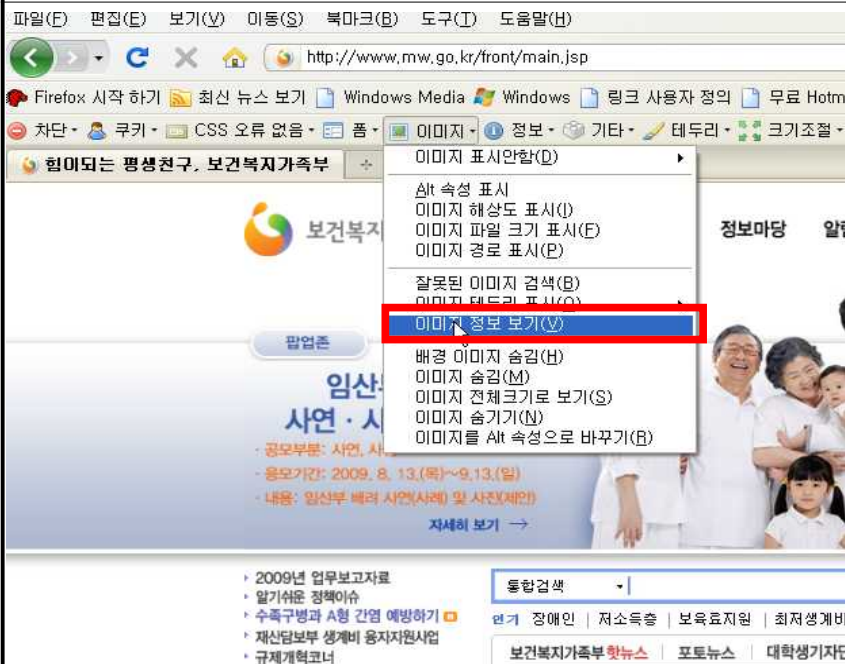 파일(F) 편집(E) 보기(V) 이동(S) 북마크(B) 도구(T) 도움말(H)
http://www.mw.go.kr/front/main.jsp
Firefox 시작 하기 최신 뉴스 보기 Windows Media Windows 링크 사용자 정의 무료 Hotm
차단 쿠키 CSS 오류 없음 폼 이미지 정보 기타 테두리 크기조절
힘이되는 평생친구, 보건복지가족부
이미지 표시안함(D)
Alt 속성 표시
이미지 해상도 표시(I)
이미지 파일 크기 표시(F)
이미지 경로 표시(P)
잘못된 이미지 검색(B)
이미지 테두리 표시(O)
이미지 정보 보기(V)
배경 이미지 숨김(H)
이미지 숨김(M)
이미지 전체크기로 보기(S)
이미지 숨기기(N)
이미지를 Alt 속성으로 바꾸기(R)
보건복지
정보마당
팝업존
임산
사연 · 사
· 공모부분: 사연, 사
· 응모기간: 2009. 8. 13.(목)~9.13.(일)
· 내용: 임산부 배려 사연(사례) 및 사진(제안)
자세히 보기 →
2009년 업무보고자료
알기쉬운 정책이슈
수족구병과 A형 간염 예방하기
재산담보부 생계비 융자지원사업
규제개혁코너
통합검색
인기 장애인 | 저소득층 | 보육료지원 | 최저생계비
보건복지가족부 핫뉴스 | 포토뉴스 | 대학생기자단